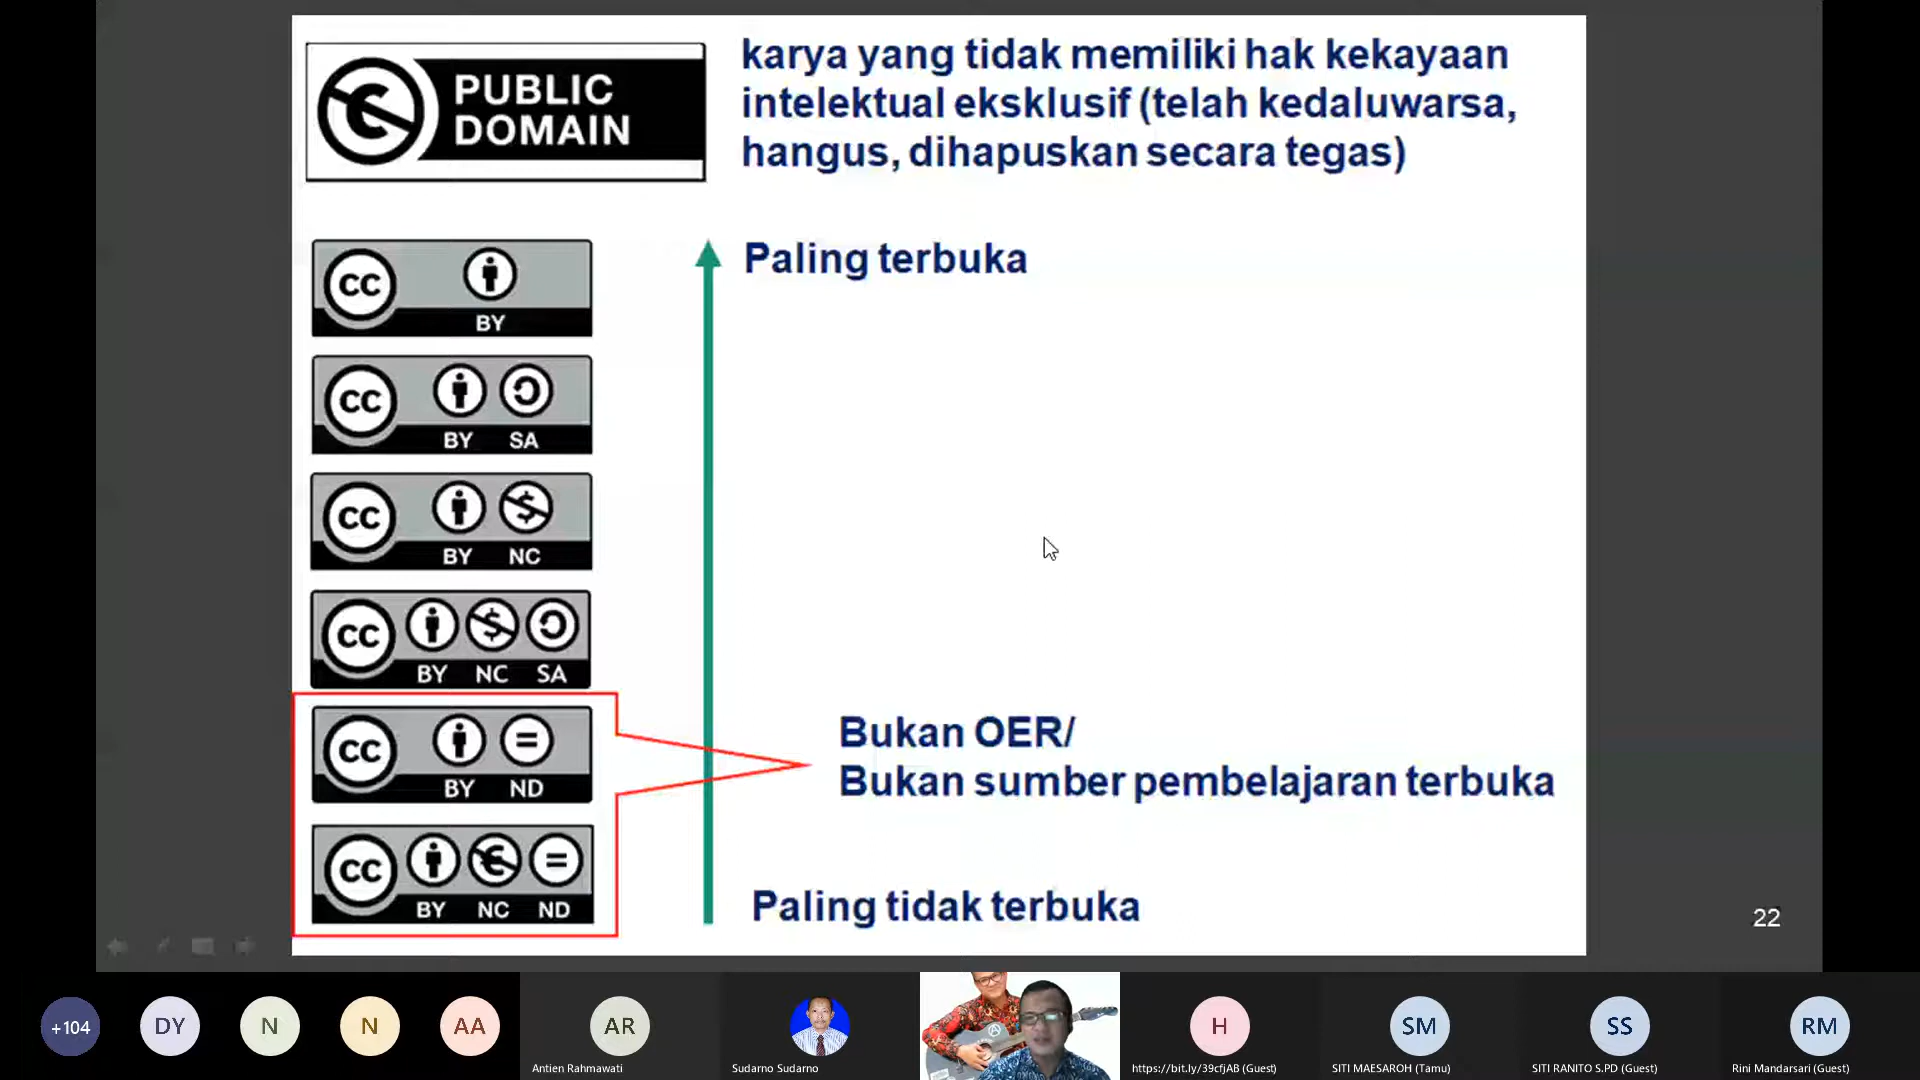 PUBLIC
DOMAIN
karya yang tidak memiliki hak kekayaan
intelektual eksklusif (telah kedaluwarsa,
hangus, dihapuskan secara tegas)
Paling terbuka
cc
BY
cc
BY SA
cc $
BY NC
cc $
BY NC SA
cc =
BY ND
Bukan OER/
Bukan sumber pembelajaran terbuka
cc € =
BY NC ND
Paling tidak terbuka
22
+104
DY
N
N
AA
AR
H
SM
SS
RM
Antien Rahmawati
Sudarno Sudarno
https://bit.ly/39cfjAB (Guest)
SITI MAESAROH (Tamu)
SITI RANITO S.PD (Guest)
Rini Mandarsari (Guest)